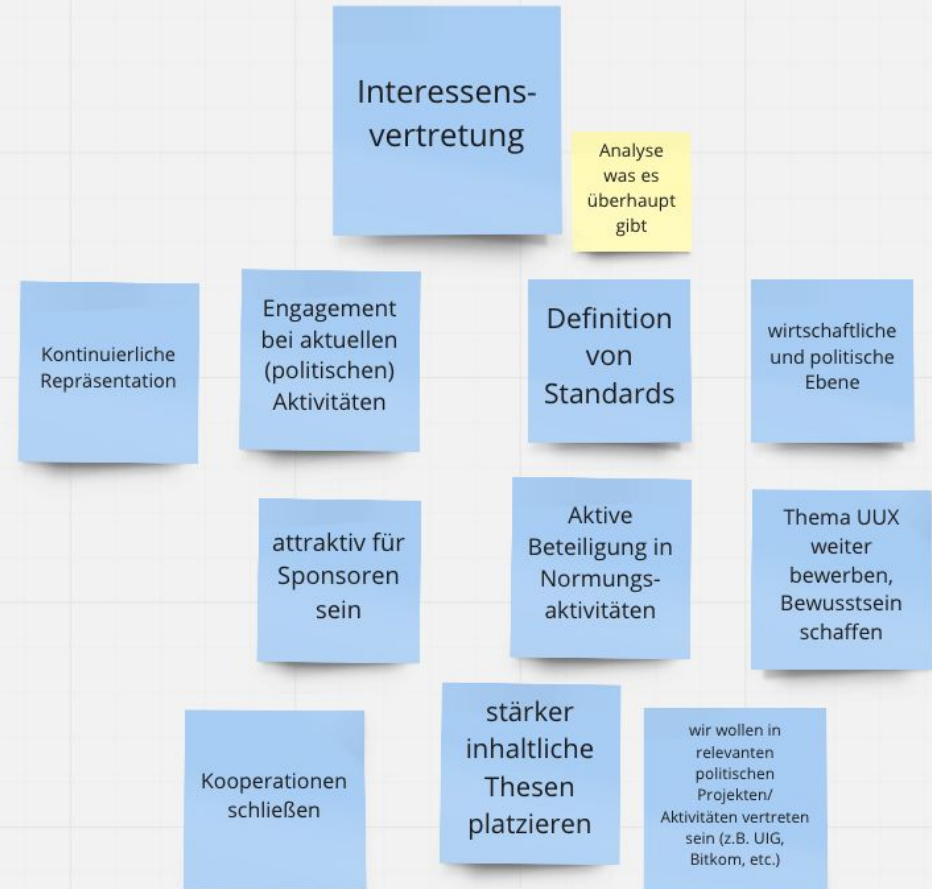 Interessens-
vertretung
Analyse
was es
überhaupt
gibt
Kontinuierliche
Repräsentation
Engagement
bei aktuellen
(politischen)
Aktivitäten
Definition
von
Standards
wirtschaftliche
und politische
Ebene
attraktiv für
Sponsoren
sein
Aktive
Beteiligung in
Normungs-
aktivitäten
Thema UUX
weiter
bewerben,
Bewusstsein
schaffen
Kooperationen
schließen
stärker
inhaltliche
Thesen
platzieren
wir wollen in
relevanten
politischen
Projekten/
Aktivitäten vertreten
sein (z.B. UIG,
Bitkom, etc.)